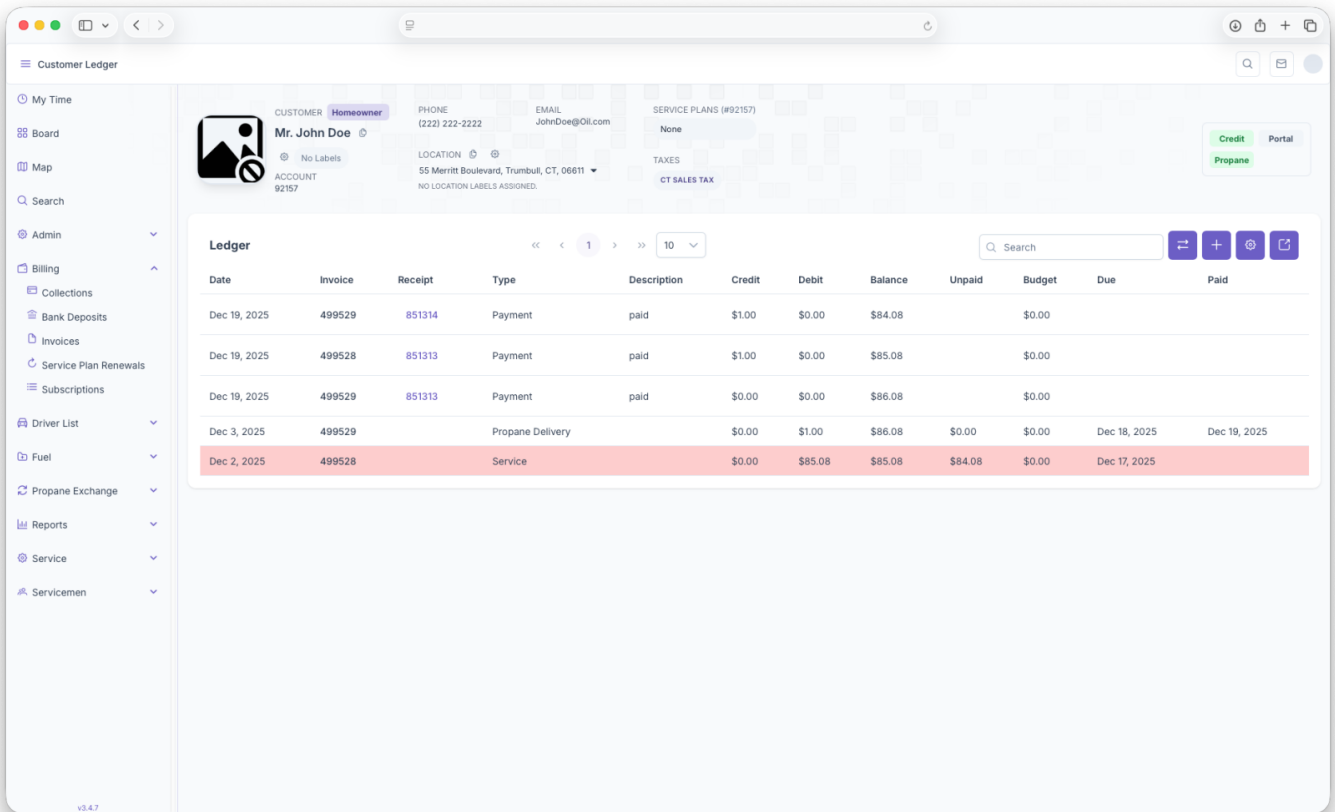 Customer Ledger
My Time
Board
Map
Search
Admin
Billing
Collections
Bank Deposits
Invoices
Service Plan Renewals
Subscriptions
Driver List
Fuel
Propane Exchange
Reports
Service
Servicemen
v3.4.7
CUSTOMER Homeowner
Mr. John Doe
No Labels
ACCOUNT
92157
PHONE
(222) 222-2222
EMAIL
JohnDoe@Oil.com
LOCATION
55 Merritt Boulevard, Trumbull, CT, 06611
NO LOCATION LABELS ASSIGNED.
SERVICE PLANS (#92157)
None
TAXES
CT SALES TAX
Credit Portal
Propane
Ledger « ‹ 1 › » 10 Search
Date Invoice Receipt Type Description Credit Debit Balance Unpaid Budget Due Paid
Dec 19, 2025 499529 851314 Payment paid $1.00 $0.00 $84.08 $0.00
Dec 19, 2025 499528 851313 Payment paid $1.00 $0.00 $85.08 $0.00
Dec 19, 2025 499529 851313 Payment paid $0.00 $0.00 $86.08 $0.00
Dec 3, 2025 499529 Propane Delivery $0.00 $1.00 $86.08 $0.00 $0.00 Dec 18, 2025 Dec 19, 2025
Dec 2, 2025 499528 Service $0.00 $85.08 $85.08 $84.08 $0.00 Dec 17, 2025